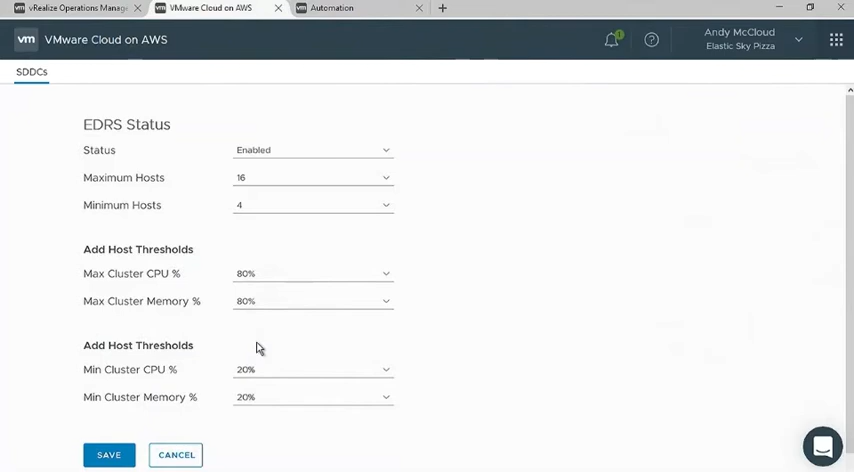 vRealize Operations Manage
VMware Cloud on AWS
Automation
vm VMware Cloud on AWS
1
Andy McCloud
Elastic Sky Pizza
SDDCs
EDRS Status
Status Enabled
Maximum Hosts 16
Minimum Hosts 4
Add Host Thresholds
Max Cluster CPU % 80%
Max Cluster Memory % 80%
Add Host Thresholds
Min Cluster CPU % 20%
Min Cluster Memory % 20%
SAVE CANCEL